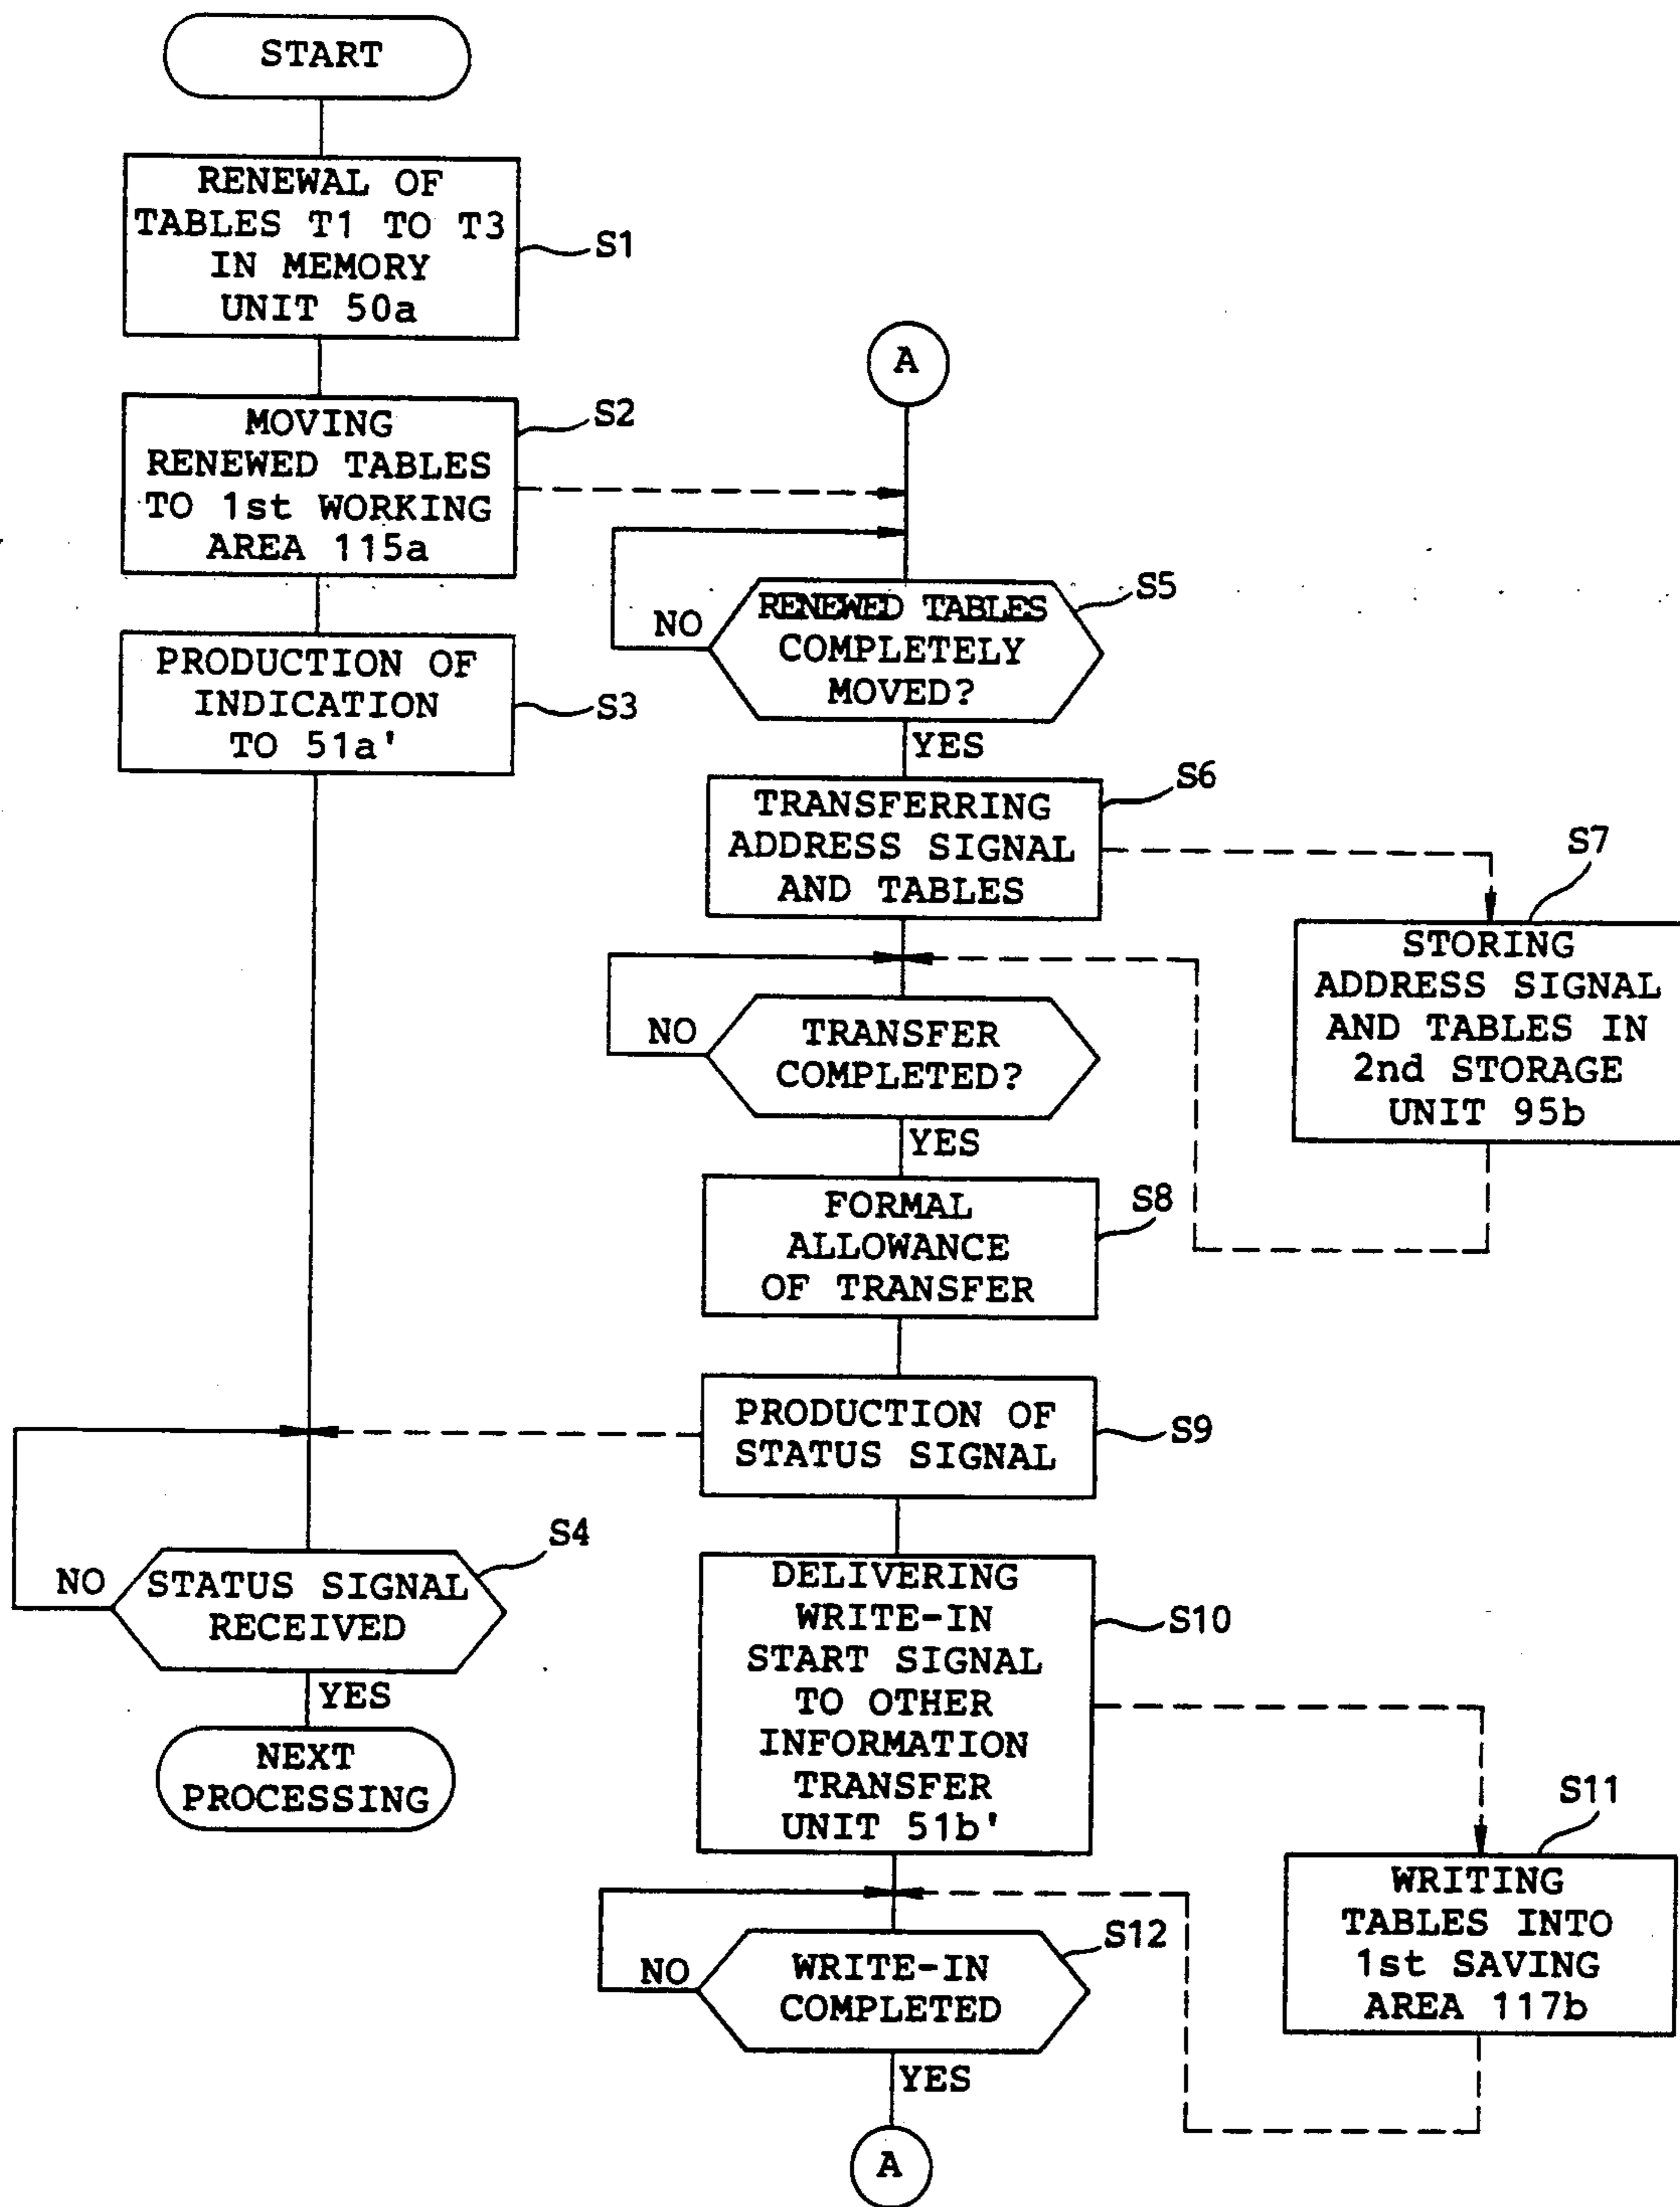 START
RENEWAL OF
TABLES T1 TO T3
IN MEMORY
UNIT 50a
S1
MOVING
RENEWED TABLES
TO 1st WORKING
AREA 115a
S2
PRODUCTION OF
INDICATION
TO 51a'
S3
STATUS SIGNAL
RECEIVED
S4
NO
YES
NEXT
PROCESSING
A
RENEWED TABLES
COMPLETELY
MOVED?
S5
NO
YES
TRANSFERRING
ADDRESS SIGNAL
AND TABLES
S6
STORING
ADDRESS SIGNAL
AND TABLES IN
2nd STORAGE
UNIT 95b
S7
TRANSFER
COMPLETED?
NO
YES
FORMAL
ALLOWANCE
OF TRANSFER
S8
PRODUCTION OF
STATUS SIGNAL
S9
DELIVERING
WRITE-IN
START SIGNAL
TO OTHER
INFORMATION
TRANSFER
UNIT 51b'
S10
WRITING
TABLES INTO
1st SAVING
AREA 117b
S11
WRITE-IN
COMPLETED
S12
NO
YES
A